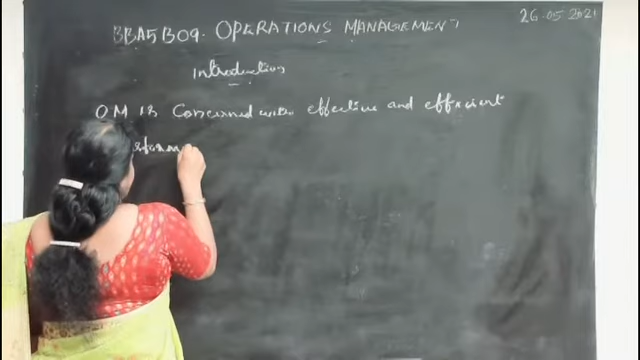 26.05.2021
BBA5B09. OPERATIONS MANAGEMENT
Introduction
OM is Concerned with effective and efficient